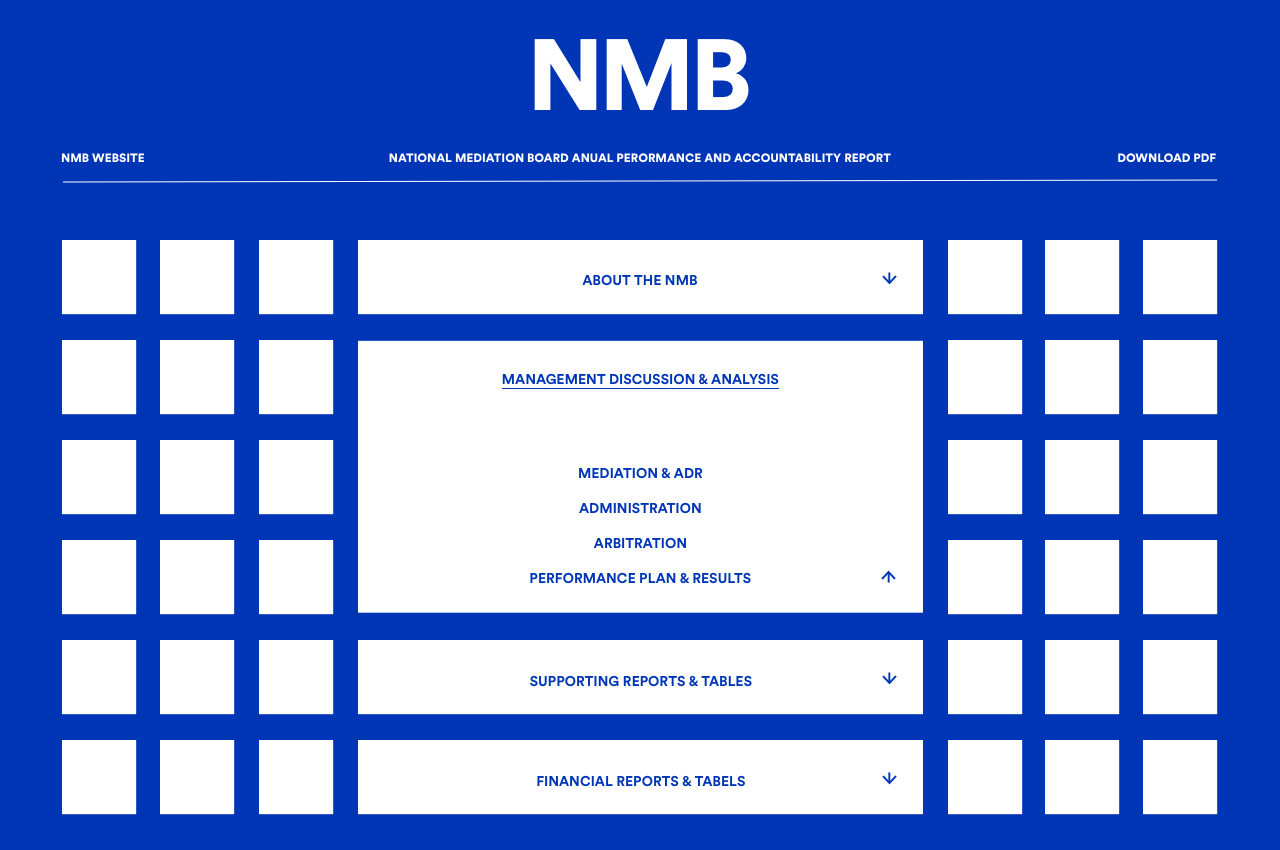 NMB
NMB WEBSITE
NATIONAL MEDIATION BOARD ANUAL PERORMANCE AND ACCOUNTABILITY REPORT
DOWNLOAD PDF
ABOUT THE NMB
MANAGEMENT DISCUSSION & ANALYSIS
MEDIATION & ADR
ADMINISTRATION
ARBITRATION
PERFORMANCE PLAN & RESULTS
SUPPORTING REPORTS & TABLES
FINANCIAL REPORTS & TABELS